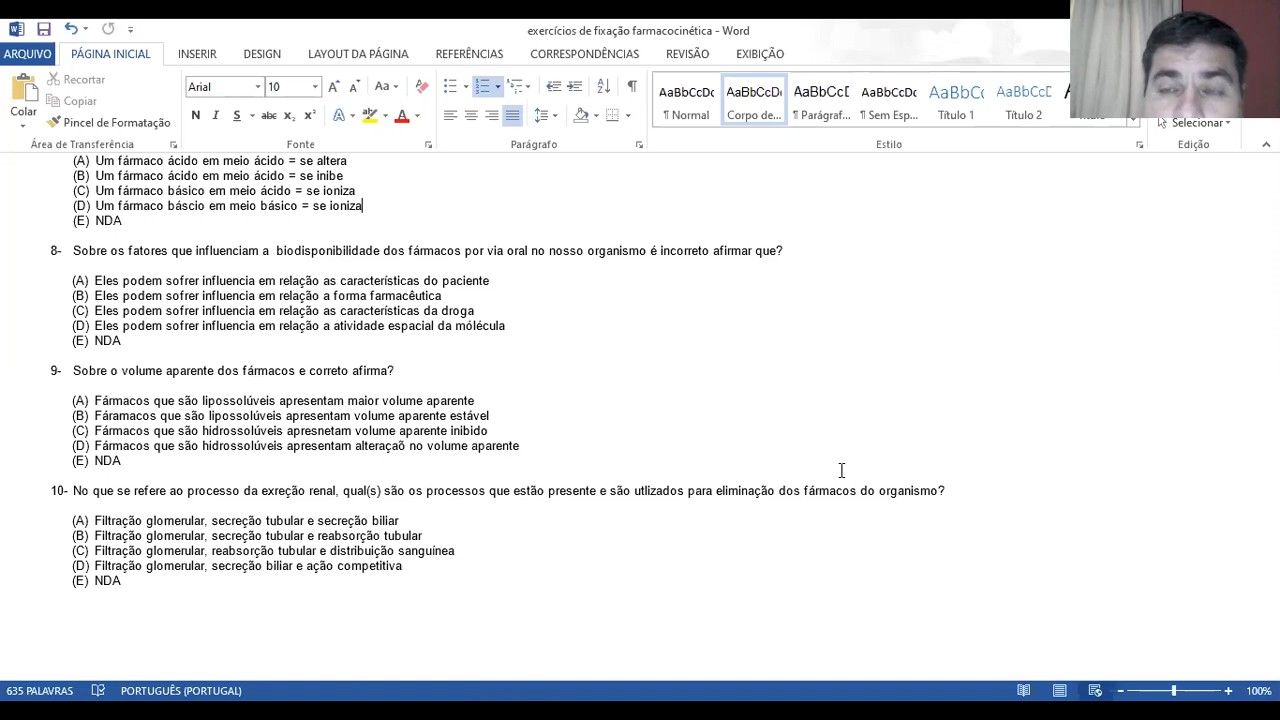 exercícios de fixação farmacocinética - Word
ARQUIVO PÁGINA INICIAL INSERIR DESIGN LAYOUT DA PÁGINA REFERÊNCIAS CORRESPONDÊNCIAS REVISÃO EXIBIÇÃO
Colar
Recortar
Copiar
Pincel de Formatação
Área de Transferência
Arial 10
Aa
N I S abc x₂ x²
Fonte
Parágrafo
AaBbCcDc AaBbCcDc AaBbCcD AaBbCcDc AaBbCc AaBbCcD
¶ Normal Corpo de... ¶ Parágraf... ¶ Sem Esp... Título 1 Título 2
Estilo
Selecionar
Edição
(A) Um fármaco ácido em meio ácido = se altera
(B) Um fármaco ácido em meio ácido = se inibe
(C) Um fármaco básico em meio ácido = se ioniza
(D) Um fármaco báscio em meio básico = se ioniza
(E) NDA
8- Sobre os fatores que influenciam a biodisponibilidade dos fármacos por via oral no nosso organismo é incorreto afirmar que?
(A) Eles podem sofrer influencia em relação as características do paciente
(B) Eles podem sofrer influencia em relação a forma farmacêutica
(C) Eles podem sofrer influencia em relação as características da droga
(D) Eles podem sofrer influencia em relação a atividade espacial da mólécula
(E) NDA
9- Sobre o volume aparente dos fármacos e correto afirma?
(A) Fármacos que são lipossolúveis apresentam maior volume aparente
(B) Fáramacos que são lipossolúveis apresentam volume aparente estável
(C) Fármacos que são hidrossolúveis apresnetam volume aparente inibido
(D) Fármacos que são hidrossolúveis apresentam alteraçaõ no volume aparente
(E) NDA
10- No que se refere ao processo da exreção renal, qual(s) são os processos que estão presente e são utlizados para eliminação dos fármacos do organismo?
(A) Filtração glomerular, secreção tubular e secreção biliar
(B) Filtração glomerular, secreção tubular e reabsorção tubular
(C) Filtração glomerular, reabsorção tubular e distribuição sanguínea
(D) Filtração glomerular, secreção biliar e ação competitiva
(E) NDA
635 PALAVRAS PORTUGUÊS (PORTUGAL) 100%